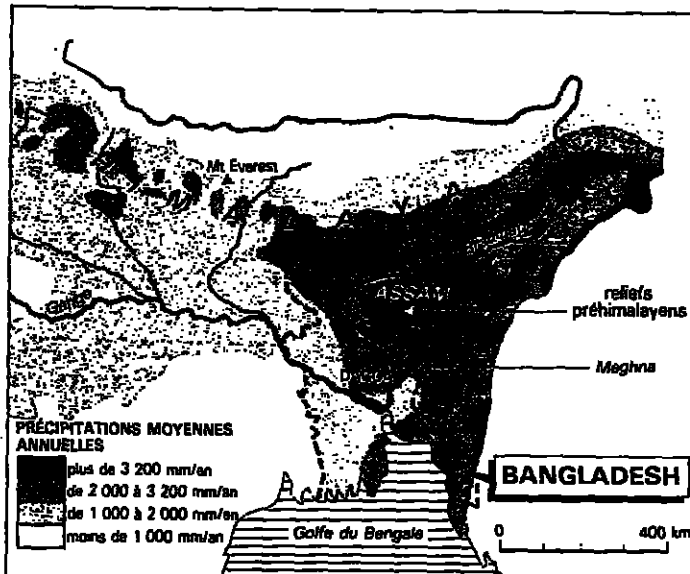 Mt. Everest
ASSAM
Gange
reliefs
préhimalayens
Meghna
PRÉCIPITATIONS MOYENNES
ANNUELLES
plus de 3 200 mm/an
de 2 000 à 3 200 mm/an
de 1 000 à 2 000 mm/an
moins de 1 000 mm/an
BANGLADESH
Golfe du Bengale
0 400 km